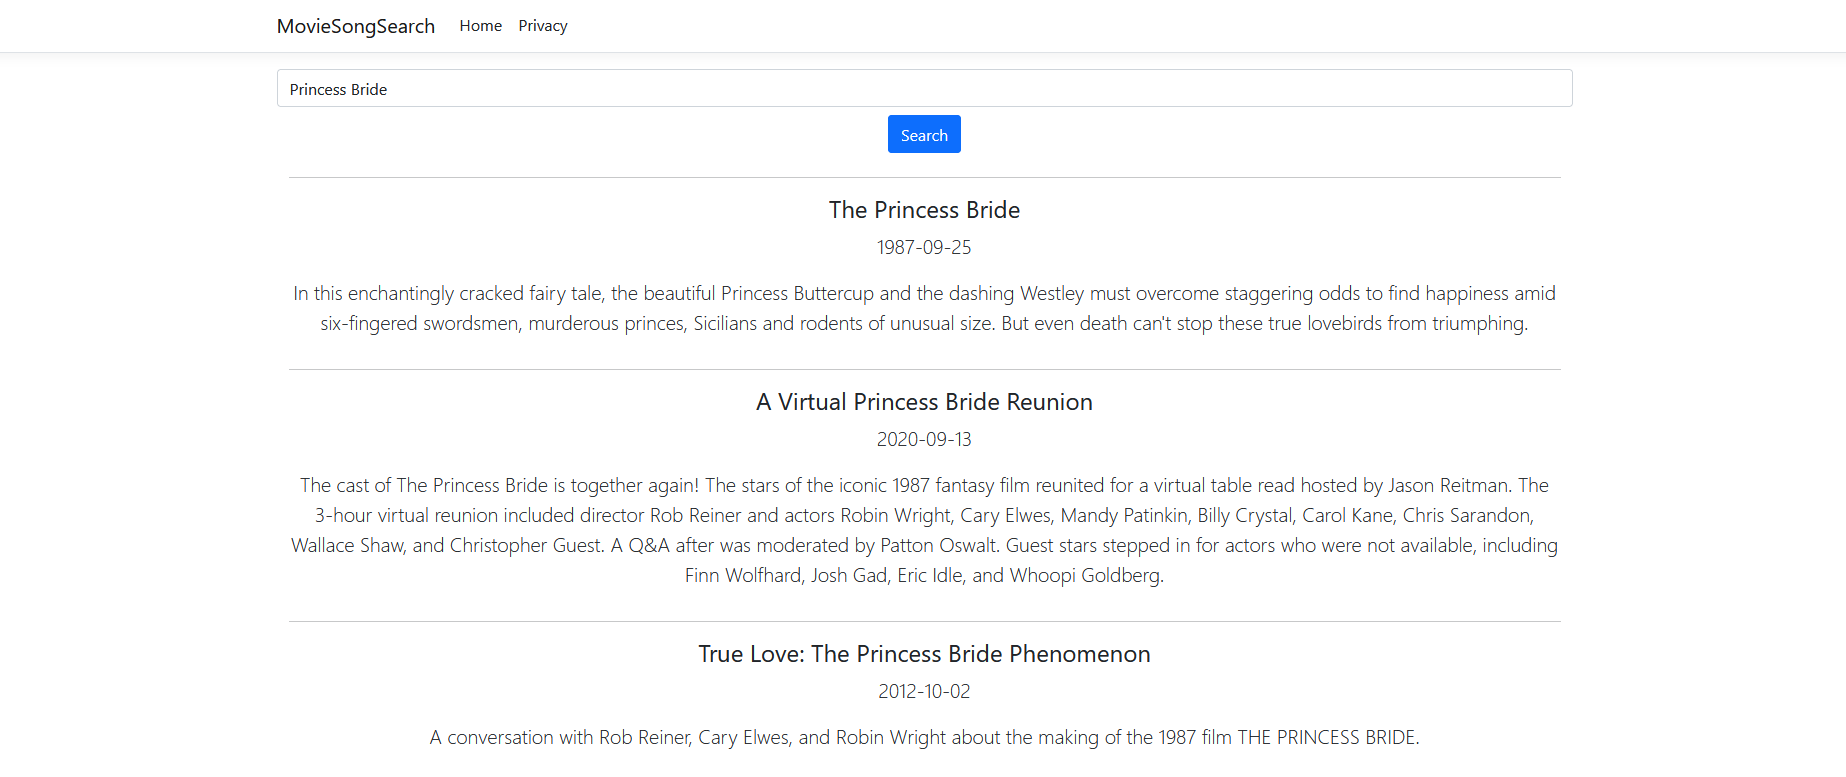 MovieSongSearch Home Privacy
Princess Bride
Search
The Princess Bride
1987-09-25
In this enchantingly cracked fairy tale, the beautiful Princess Buttercup and the dashing Westley must overcome staggering odds to find happiness amid
six-fingered swordsmen, murderous princes, Sicilians and rodents of unusual size. But even death can't stop these true lovebirds from triumphing.
A Virtual Princess Bride Reunion
2020-09-13
The cast of The Princess Bride is together again! The stars of the iconic 1987 fantasy film reunited for a virtual table read hosted by Jason Reitman. The
3-hour virtual reunion included director Rob Reiner and actors Robin Wright, Cary Elwes, Mandy Patinkin, Billy Crystal, Carol Kane, Chris Sarandon,
Wallace Shaw, and Christopher Guest. A Q&A after was moderated by Patton Oswalt. Guest stars stepped in for actors who were not available, including
Finn Wolfhard, Josh Gad, Eric Idle, and Whoopi Goldberg.
True Love: The Princess Bride Phenomenon
2012-10-02
A conversation with Rob Reiner, Cary Elwes, and Robin Wright about the making of the 1987 film THE PRINCESS BRIDE.